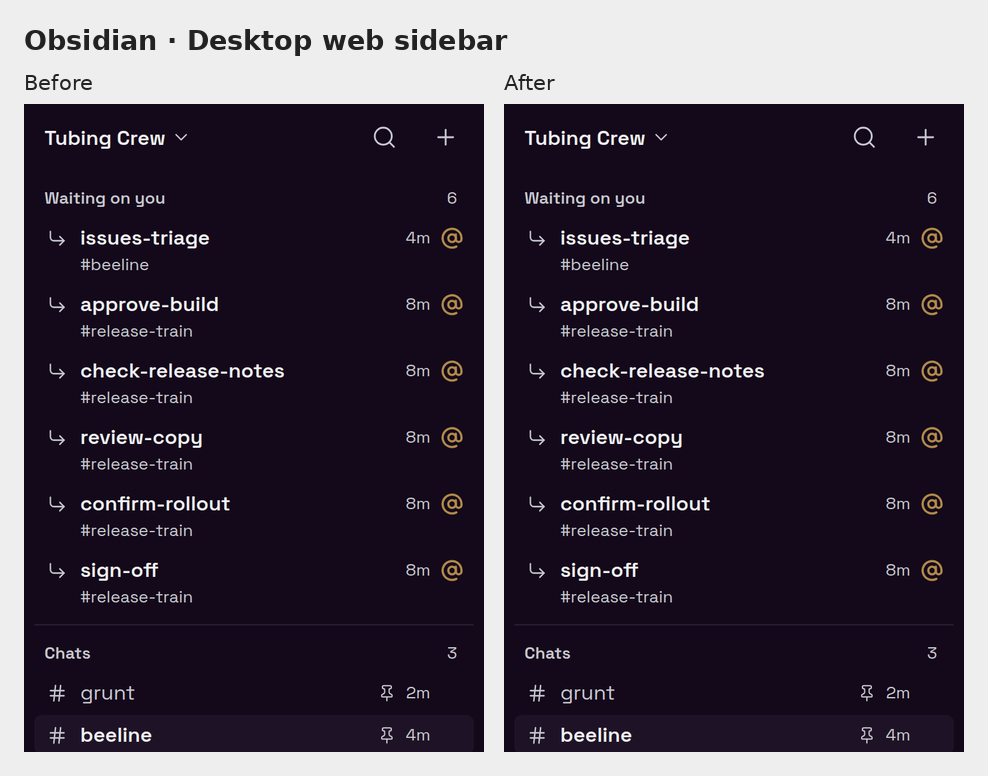 Obsidian · Desktop web sidebar
Before
Tubing Crew
Waiting on you 6
issues-triage 4m @
#beeline
approve-build 8m @
#release-train
check-release-notes 8m @
#release-train
review-copy 8m @
#release-train
confirm-rollout 8m @
#release-train
sign-off 8m @
#release-train
Chats 3
# grunt 2m
# beeline 4m
After
Tubing Crew
Waiting on you 6
issues-triage 4m @
#beeline
approve-build 8m @
#release-train
check-release-notes 8m @
#release-train
review-copy 8m @
#release-train
confirm-rollout 8m @
#release-train
sign-off 8m @
#release-train
Chats 3
# grunt 2m
# beeline 4m